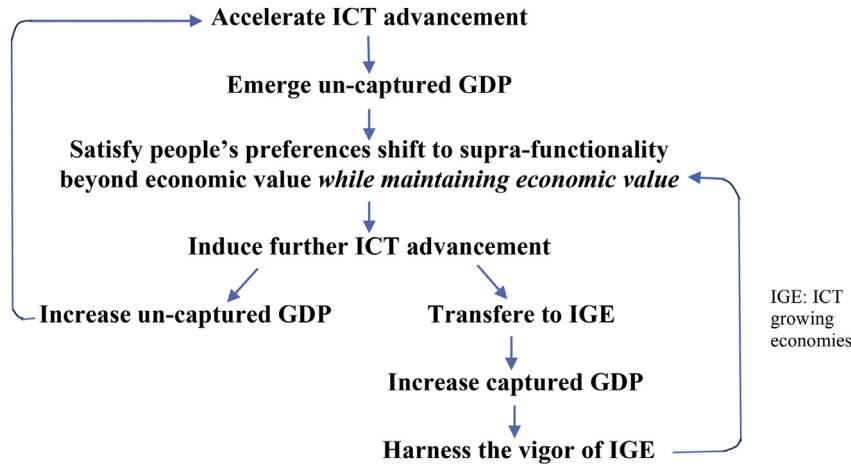 Accelerate ICT advancement
Emerge un-captured GDP
Satisfy people’s preferences shift to supra-functionality
beyond economic value while maintaining economic value
Induce further ICT advancement
Increase un-captured GDP
Transfere to IGE
Increase captured GDP
Harness the vigor of IGE
IGE: ICT
growing
economies